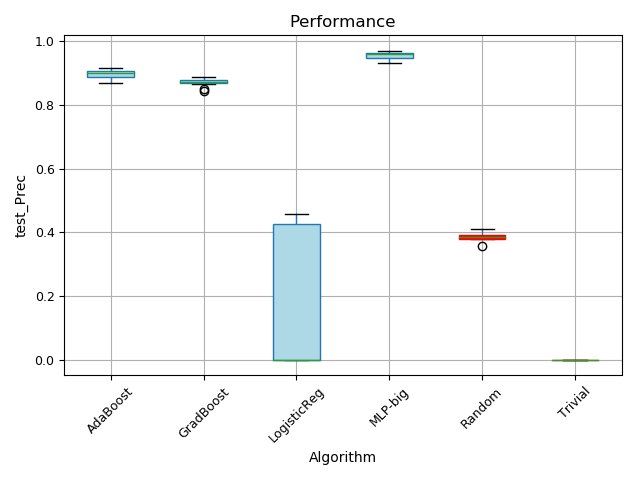 Performance
1.0
0.8
0.6
0.4
0.2
0.0
test_Prec
AdaBoost
GradBoost
LogisticReg
MLP-big
Random
Trivial
Algorithm